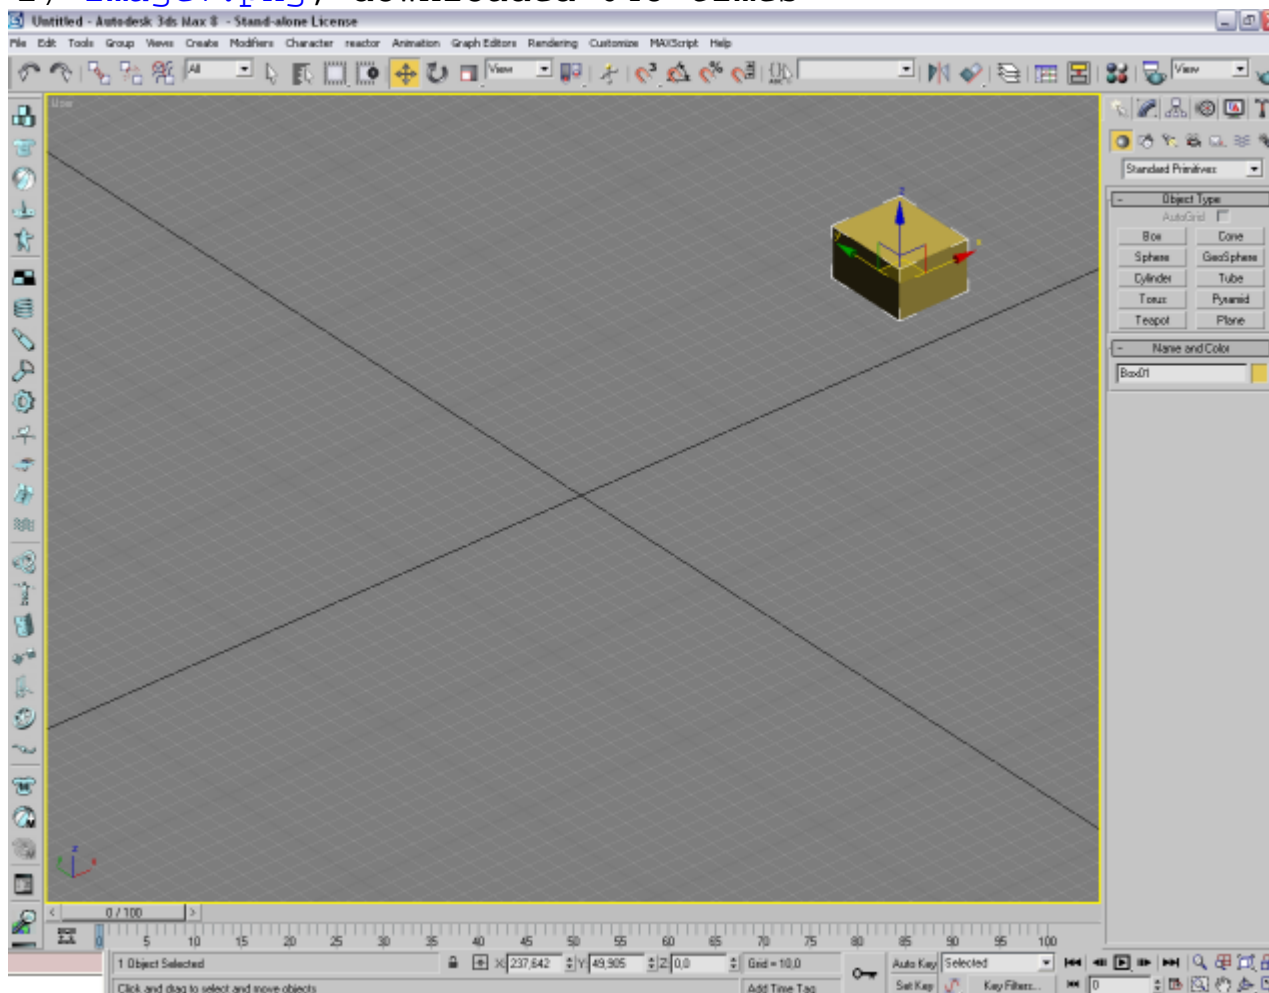 Untitled - Autodesk 3ds Max 8 - Stand-alone License
File Edit Tools Group Views Create Modifiers Character reactor Animation Graph Editors Rendering Customize MAXScript Help
All View View
User
Standard Primitives
- Object Type
AutoGrid
Box Cone
Sphere GeoSphere
Cylinder Tube
Torus Pyramid
Teapot Plane
- Name and Color
Box01
z
y x
z
0 / 100
0 5 10 15 20 25 30 35 40 45 50 55 60 65 70 75 80 85 90 95 100
1 Object Selected X: 237,642 Y: 49,905 Z: 0,0 Grid = 10,0 Auto Key Selected
Click and drag to select and move objects Add Time Tag Set Key Key Filters... 0